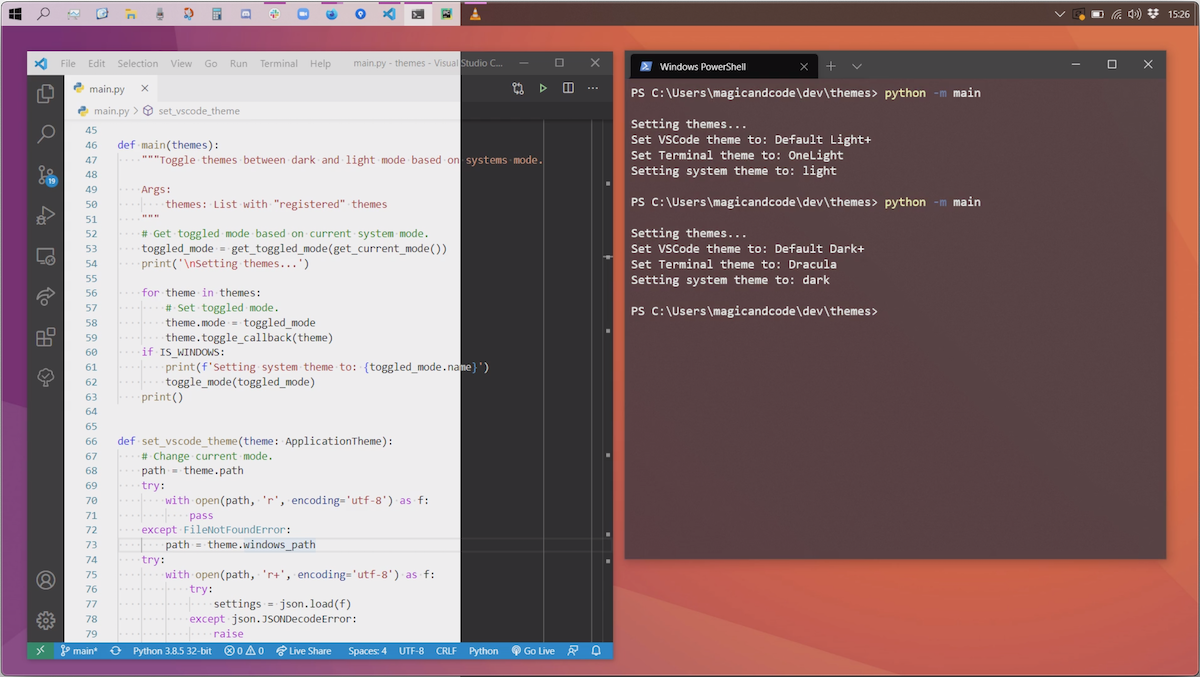 15:26
File Edit Selection View Go Run Terminal Help main.py - themes - Visual Studio C...
main.py
main.py > set_vscode_theme
45
46 def main(themes):
47 """Toggle themes between dark and light mode based on systems mode.
48
49 Args:
50 themes: List with "registered" themes
51 """
52 # Get toggled mode based on current system mode.
53 toggled_mode = get_toggled_mode(get_current_mode())
54 print('\nSetting themes...')
55
56 for theme in themes:
57 # Set toggled mode.
58 theme.mode = toggled_mode
59 theme.toggle_callback(theme)
60 if IS_WINDOWS:
61 print(f'Setting system theme to: {toggled_mode.name}')
62 toggle_mode(toggled_mode)
63 print()
64
65
66 def set_vscode_theme(theme: ApplicationTheme):
67 # Change current mode.
68 path = theme.path
69 try:
70 with open(path, 'r', encoding='utf-8') as f:
71 pass
72 except FileNotFoundError:
73 path = theme.windows_path
74 try:
75 with open(path, 'r+', encoding='utf-8') as f:
76 try:
77 settings = json.load(f)
78 except json.JSONDecodeError:
79 raise
19
main* Python 3.8.5 32-bit 0 0 Live Share Spaces: 4 UTF-8 CRLF Python Go Live
Windows PowerShell
PS C:\Users\magicandcode\dev\themes> python -m main
Setting themes...
Set VSCode theme to: Default Light+
Set Terminal theme to: OneLight
Setting system theme to: light
PS C:\Users\magicandcode\dev\themes> python -m main
Setting themes...
Set VSCode theme to: Default Dark+
Set Terminal theme to: Dracula
Setting system theme to: dark
PS C:\Users\magicandcode\dev\themes>